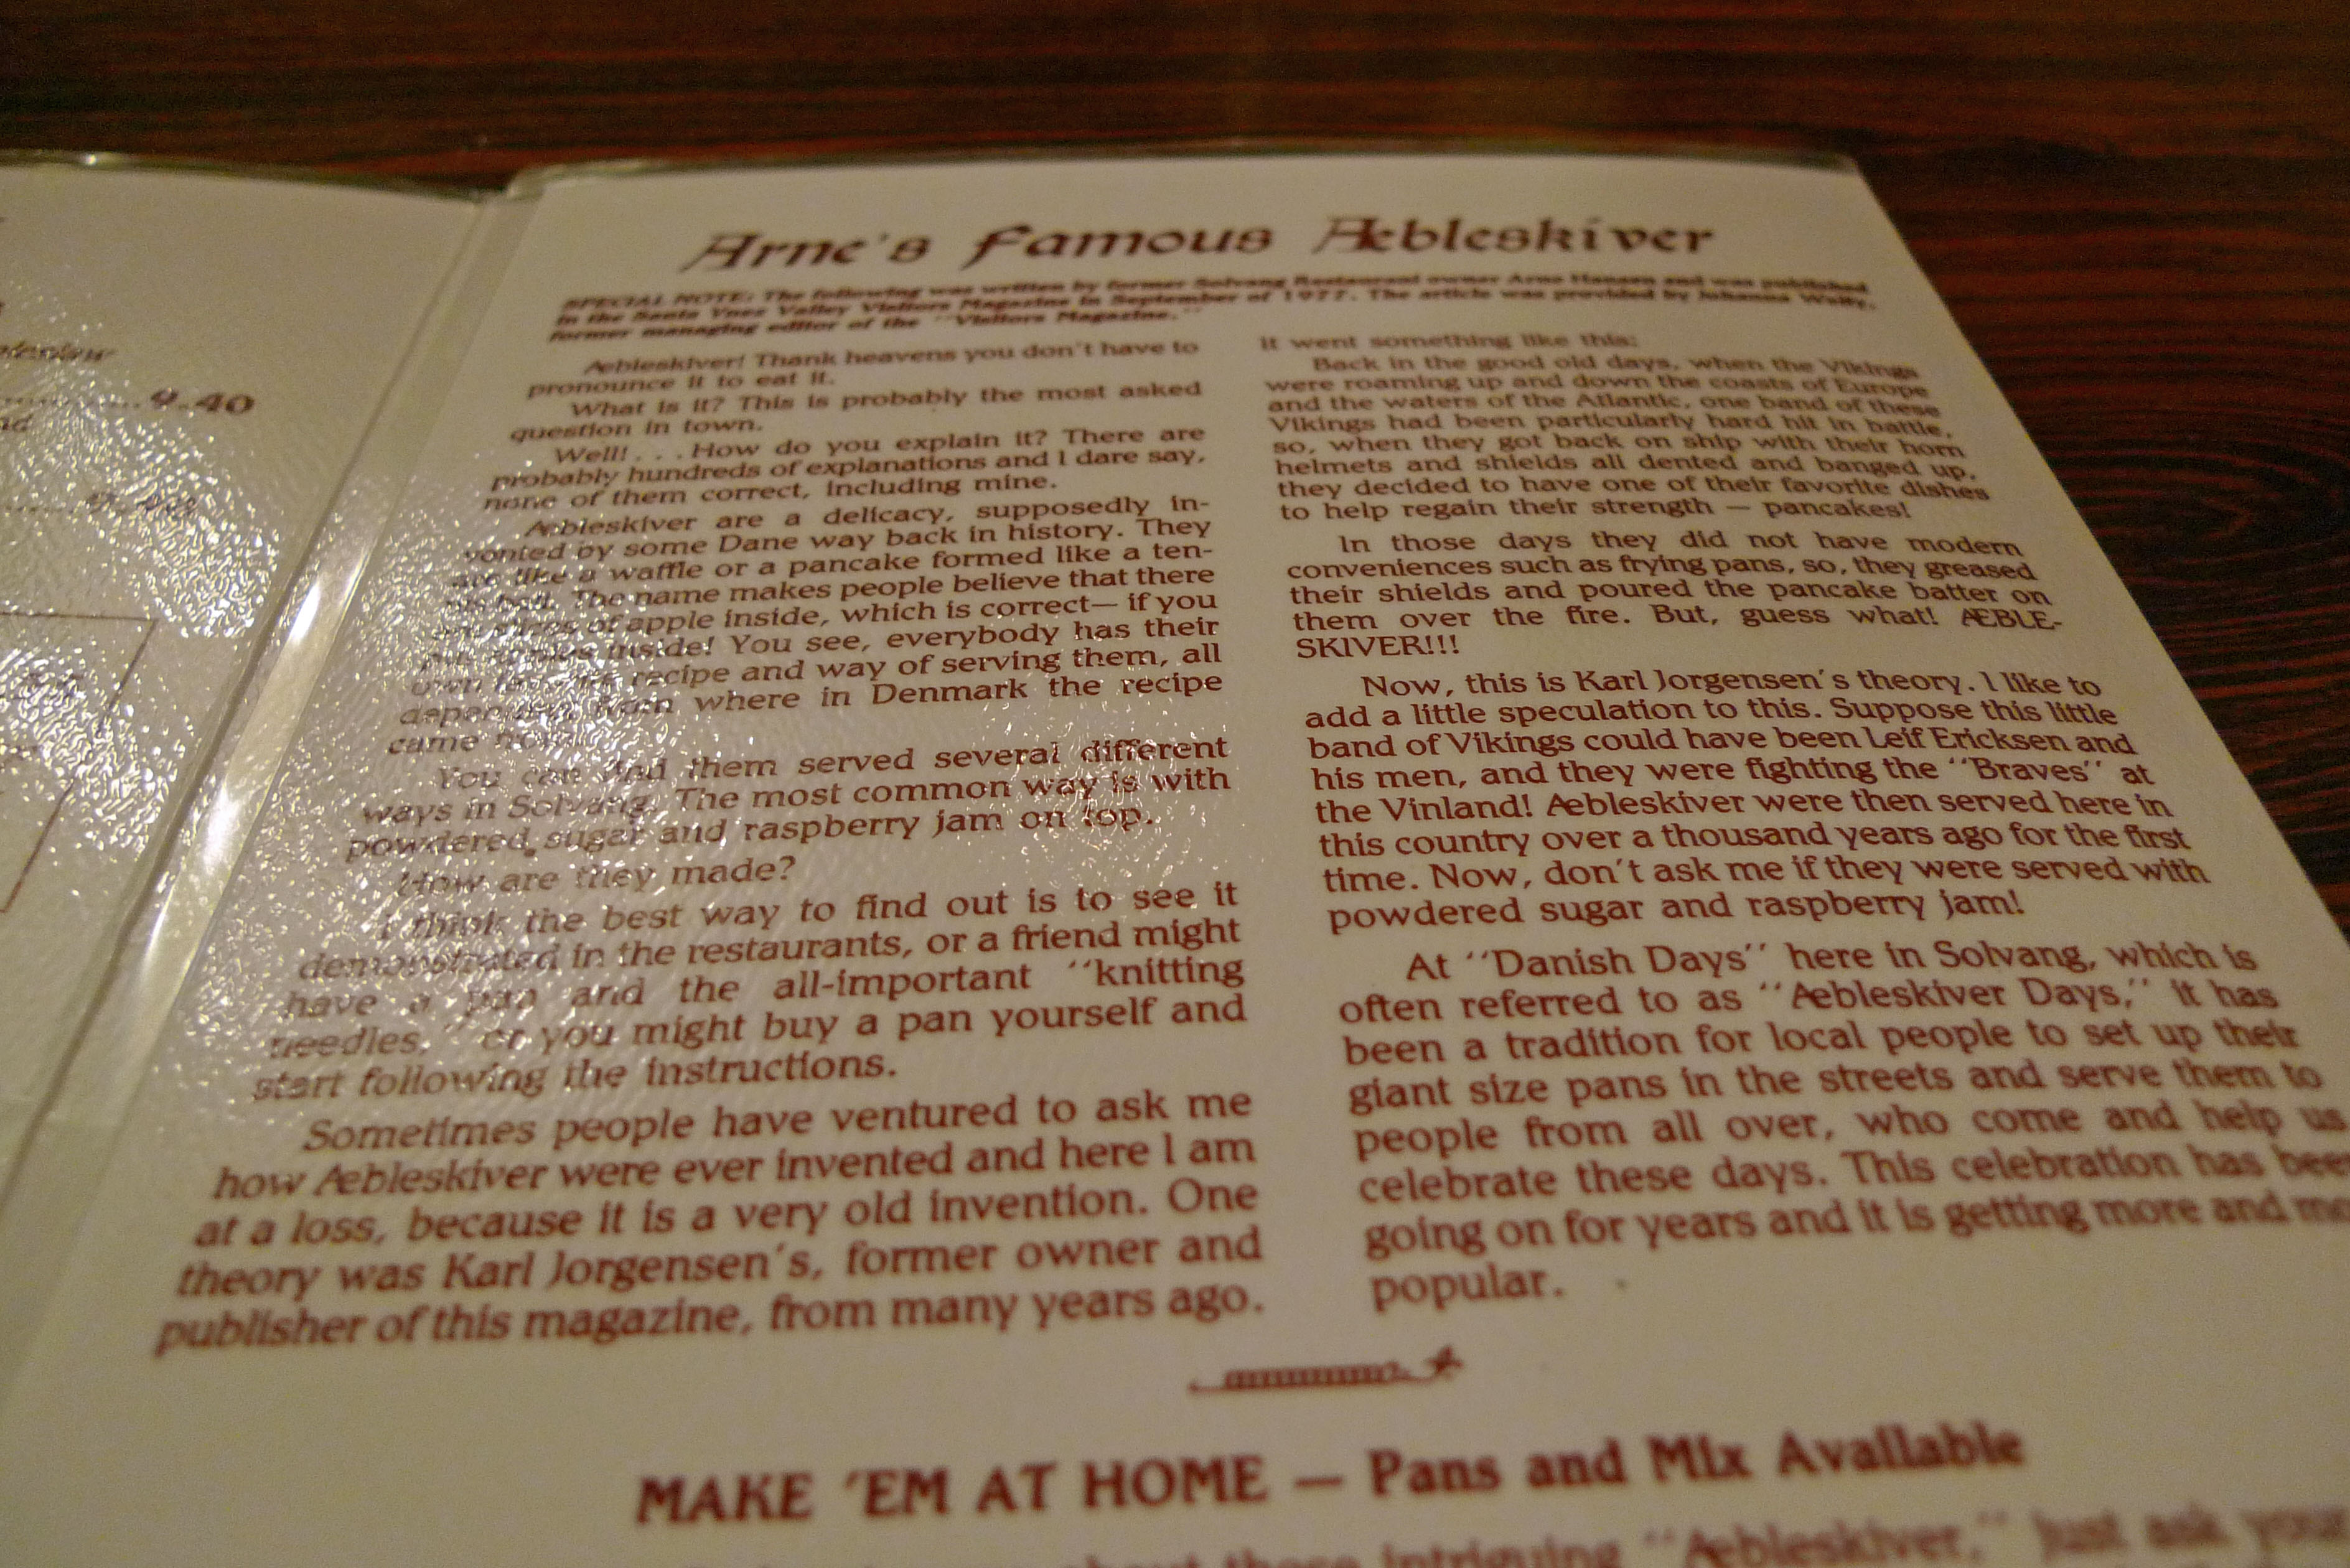 9.40
Arne's Famous Æbleskiver
SPECIAL NOTE: The following was written by former Solvang Restaurant owner Arne Hansen and was published
in the Santa Ynez Valley Visitors Magazine in September of 1977. The article was provided by Johanna Wally,
former managing editor of the "Visitors Magazine."
Æbleskiver! Thank heavens you don't have to
pronounce it to eat it.
What is it? This is probably the most asked
question in town.
Well!. . .How do you explain it? There are
probably hundreds of explanations and I dare say,
none of them correct, including mine.
Æbleskiver are a delicacy, supposedly in-
vented by some Dane way back in history. They
are like a waffle or a pancake formed like a ten-
nis ball. The name makes people believe that there
are slices of apple inside, which is correct— if you
put inside! You see, everybody has their
own recipe and way of serving them, all
depending from where in Denmark the recipe
came from.
You can find them served several different
ways in Solvang. The most common way is with
powdered sugar and raspberry jam on top.
How are they made?
I think the best way to find out is to see it
demonstrated in the restaurants, or a friend might
have a pan and the all-important "knitting
needles," or you might buy a pan yourself and
start following the instructions.
Sometimes people have ventured to ask me
how Æbleskiver were ever invented and here I am
at a loss, because it is a very old invention. One
theory was Karl Jorgensen's, former owner and
publisher of this magazine, from many years ago.
it went something like this:
Back in the good old days, when the Vikings
were roaming up and down the coasts of Europe
and the waters of the Atlantic, one band of these
Vikings had been particularly hard hit in battle,
so, when they got back on ship with their horn
helmets and shields all dented and banged up,
they decided to have one of their favorite dishes
to help regain their strength — pancakes!
In those days they did not have modern
conveniences such as frying pans, so, they greased
their shields and poured the pancake batter on
them over the fire. But, guess what! ÆBLE-
SKIVER!!!
Now, this is Karl Jorgensen's theory. I like to
add a little speculation to this. Suppose this little
band of Vikings could have been Leif Ericksen and
his men, and they were fighting the "Braves" at
the Vinland! Æbleskiver were then served here in
this country over a thousand years ago for the first
time. Now, don't ask me if they were served with
powdered sugar and raspberry jam!
At "Danish Days" here in Solvang, which is
often referred to as "Æbleskiver Days," it has
been a tradition for local people to set up their
giant size pans in the streets and serve them to
people from all over, who come and help us
celebrate these days. This celebration has been
going on for years and it is getting more and
popular.
MAKE 'EM AT HOME — Pans and Mix Available
about these intriguing "Æbleskiver," just ask your